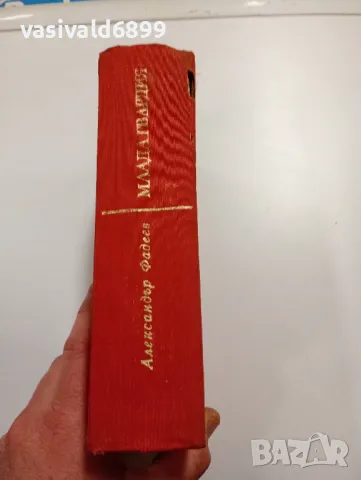 vasivald6899
Александър Фадеев
МЛАДА ГВАРДИЯ
BAZAR
bg